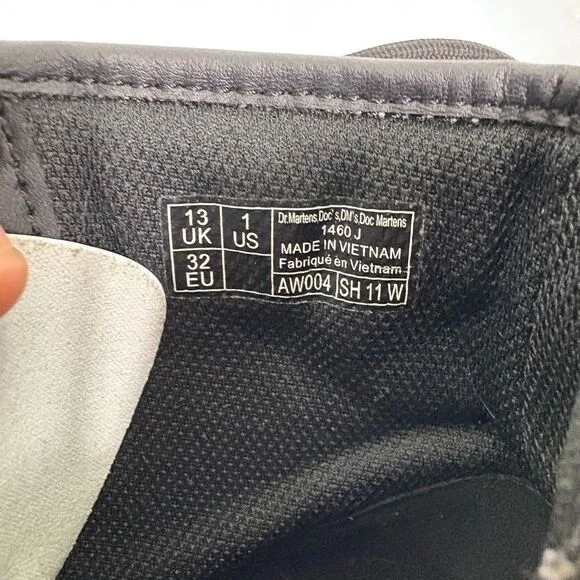 13 UK
1 US
32 EU
Dr.Martens,Doc's,DM's,Doc Martens
1460 J
MADE IN VIETNAM
Fabriqué en Vietnam
AW004 SH 11 W